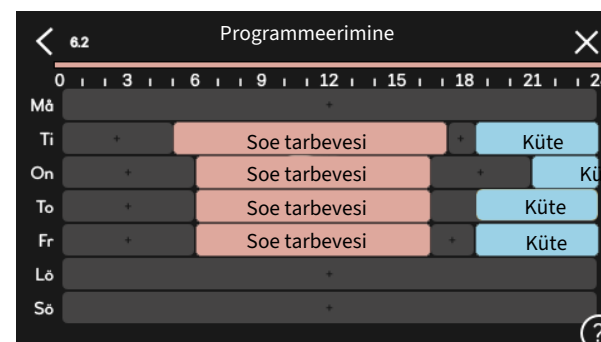 6.2 Programmeerimine
0 3 6 9 12 15 18 21 2
Må
Ti Soe tarbevesi Küte
On Soe tarbevesi Kü
To Soe tarbevesi Küte
Fr Soe tarbevesi Küte
Lö
Sö
?